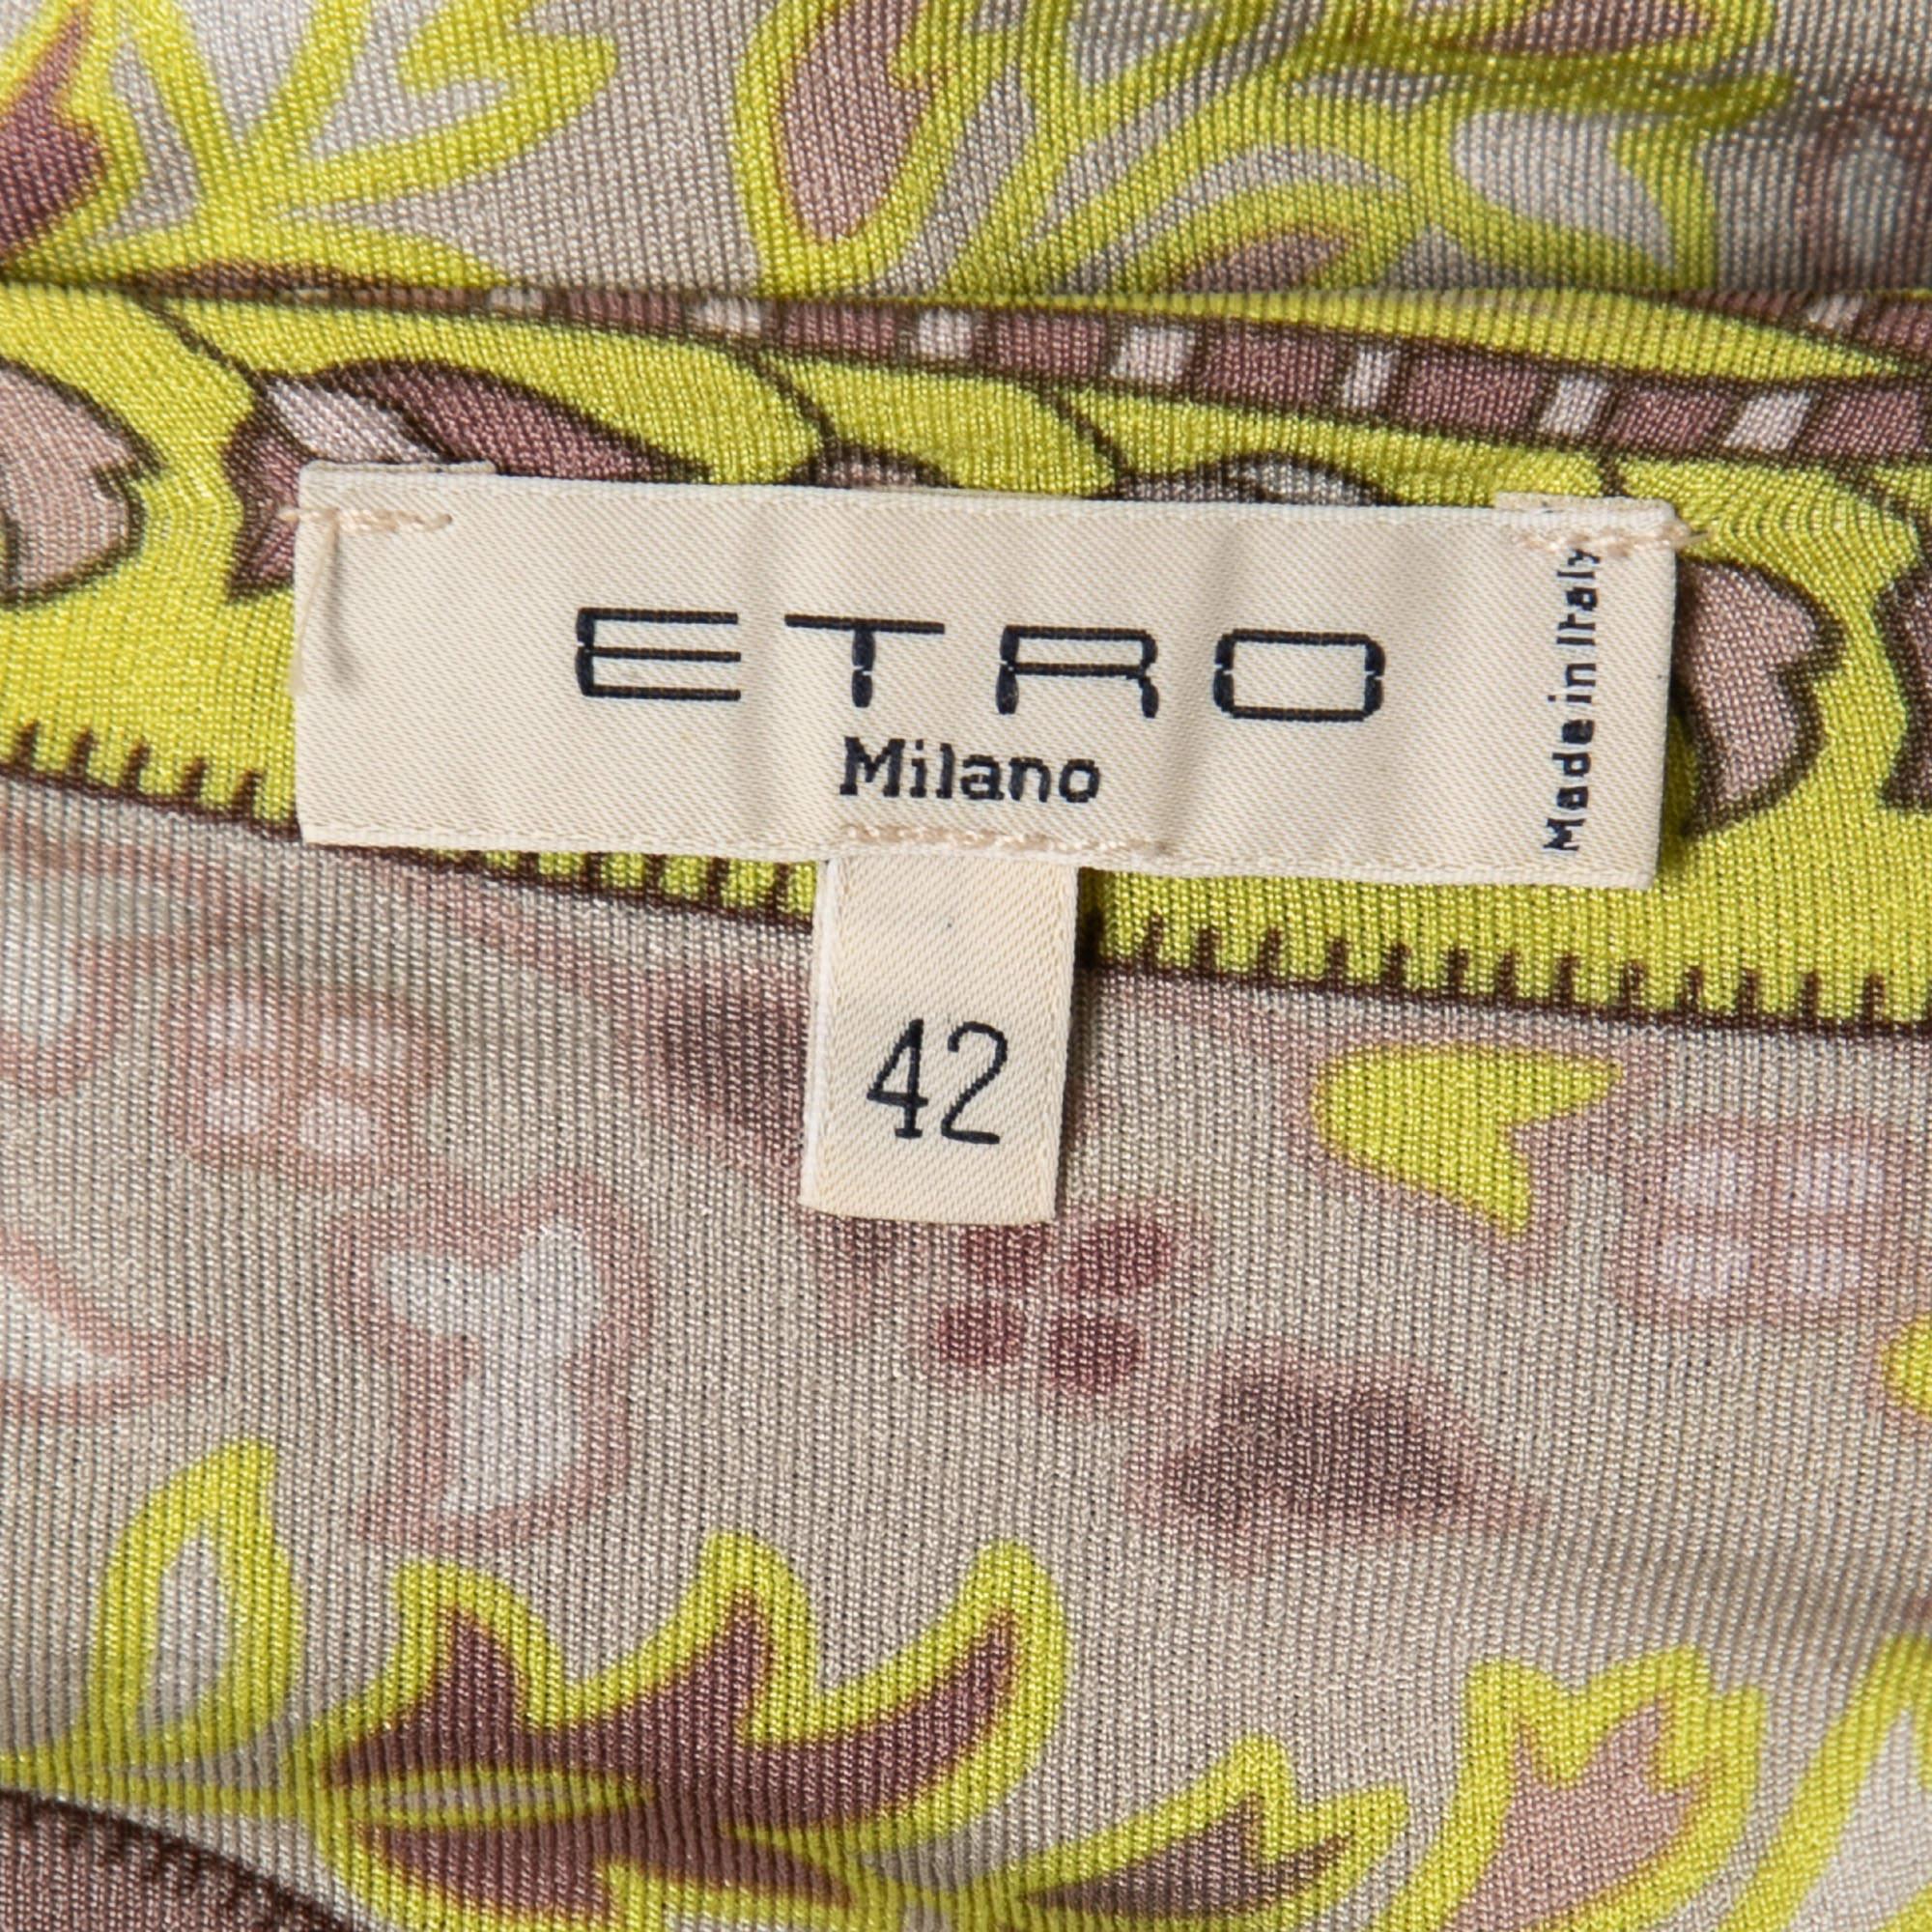 ETRO
Milano
Made in Italy
42